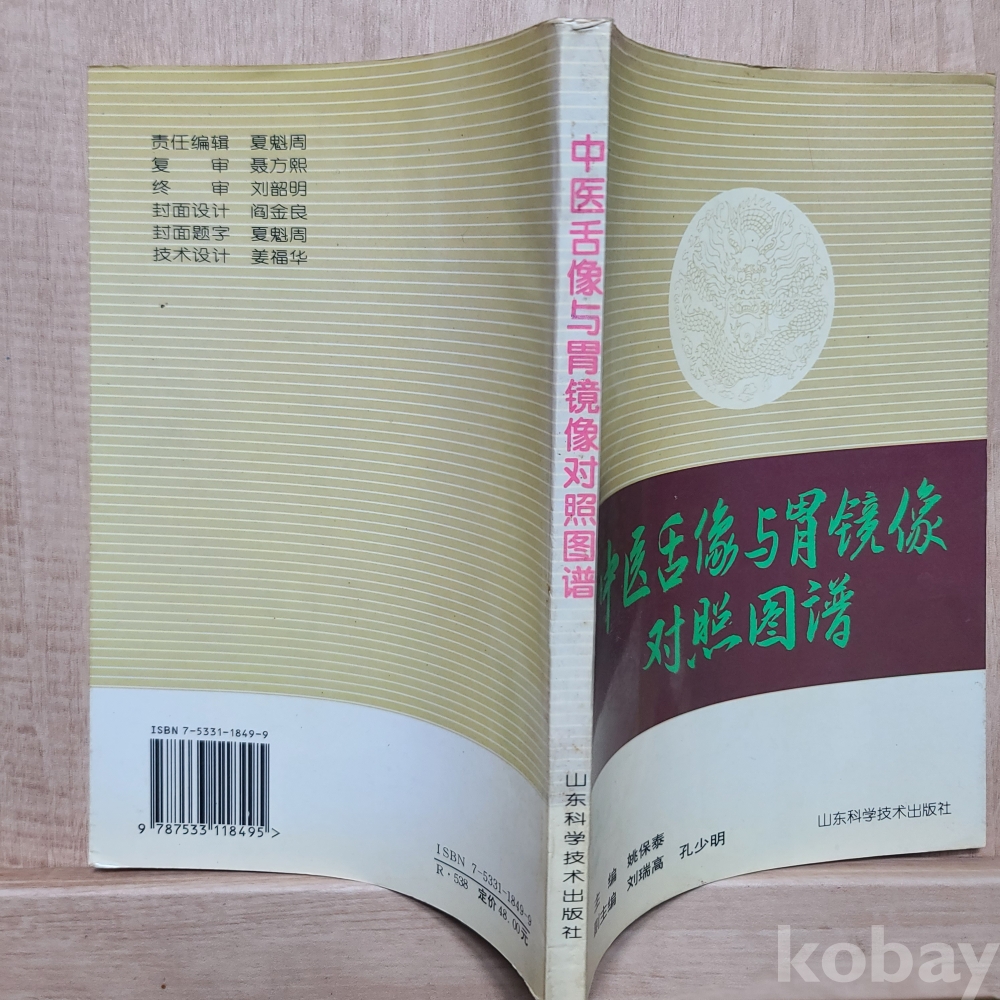 责任编辑 夏魁周
复审 聂方熙
终审 刘韶明
封面设计 阎金良
封面题字 夏魁周
技术设计 姜福华
ISBN 7-5331-1849-9
9 787533 118495>
ISBN 7-5331-1849-9
R·538 定价48.00元
中医舌像与胃镜像对照图谱
山东科学技术出版社
中医舌像与胃镜像
对照图谱
主编 姚保泰
副主编 刘瑞高 孔少明
山东科学技术出版社
kobay